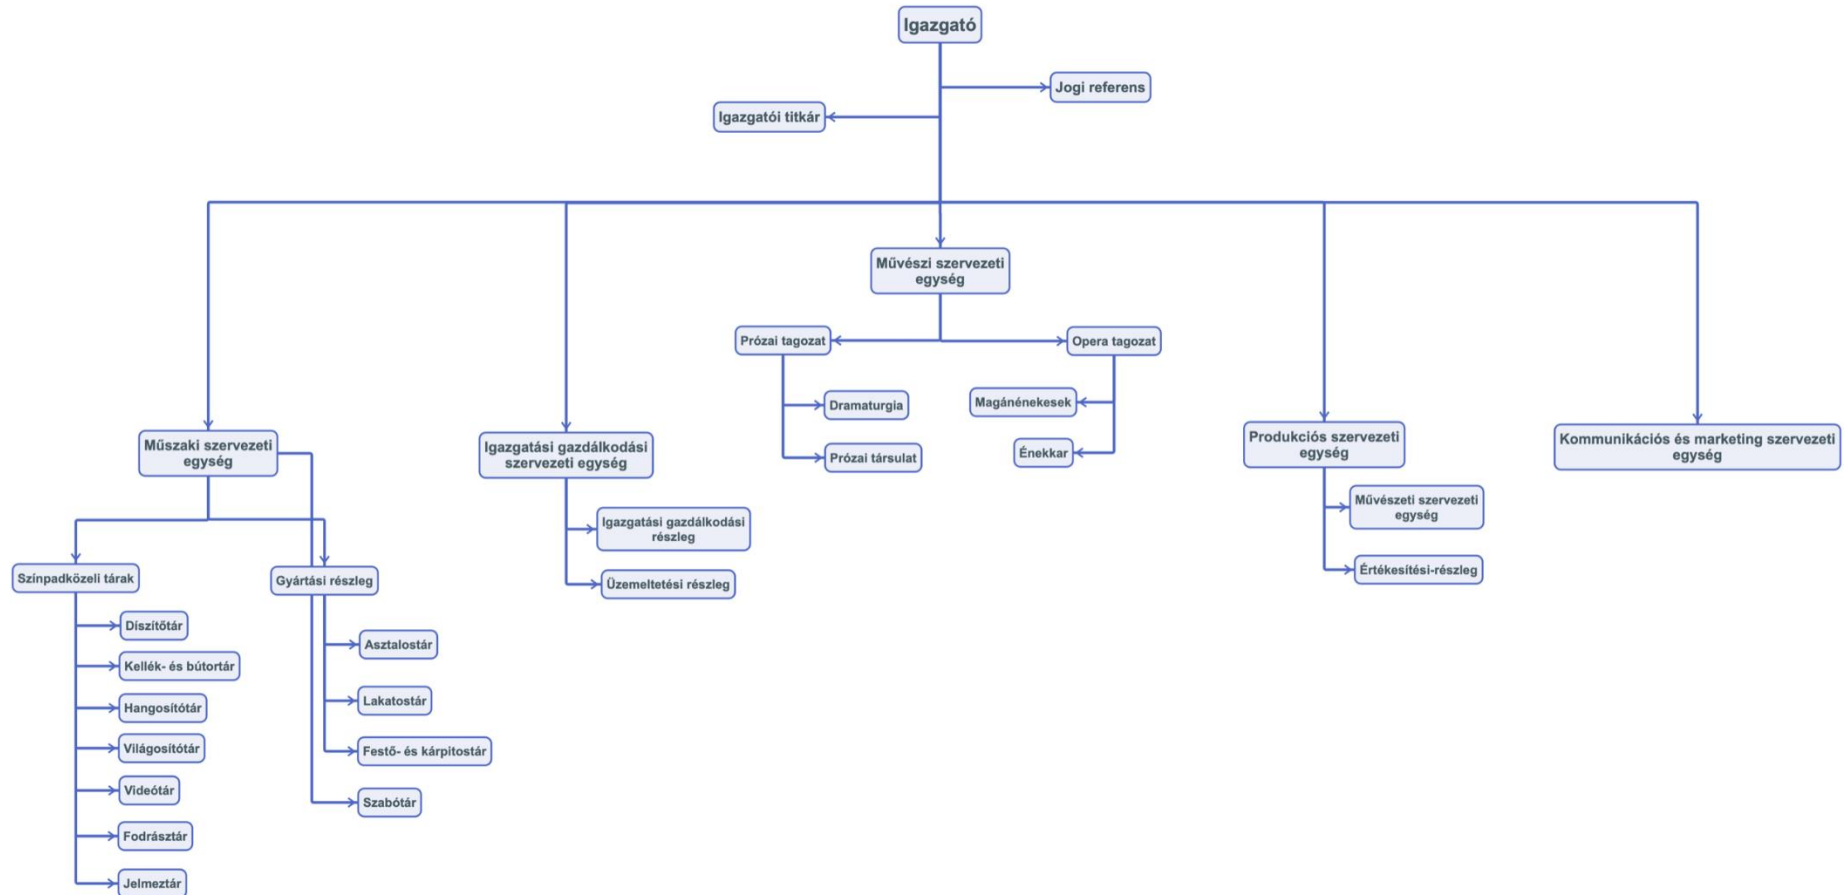 Igazgató
Jogi referens
Igazgatói titkár
Művészi szervezeti
egység
Prózai tagozat
Opera tagozat
Dramaturgia
Prózai társulat
Magánénekesek
Énekkar
Műszaki szervezeti
egység
Igazgatási gazdálkodási
szervezeti egység
Produkciós szervezeti
egység
Kommunikációs és marketing szervezeti
egység
Igazgatási gazdálkodási
részleg
Üzemeltetési részleg
Művészeti szervezeti
egység
Értékesítési-részleg
Színpadközeli tárak
Gyártási részleg
Díszítőtár
Kellék- és bútortár
Hangosítótár
Világosítótár
Videótár
Fodrásztár
Jelmeztár
Asztalostár
Lakatostár
Festő- és kárpitostár
Szabótár